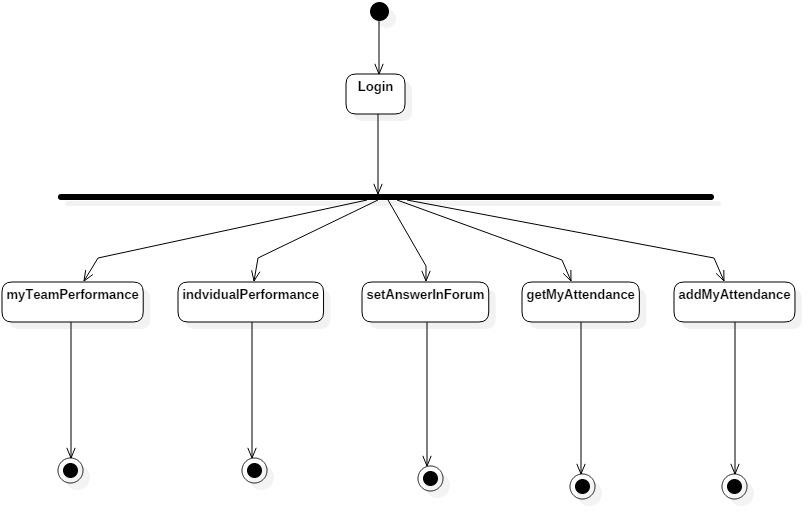 Login
myTeamPerformance
indvidualPerformance
setAnswerInForum
getMyAttendance
addMyAttendance